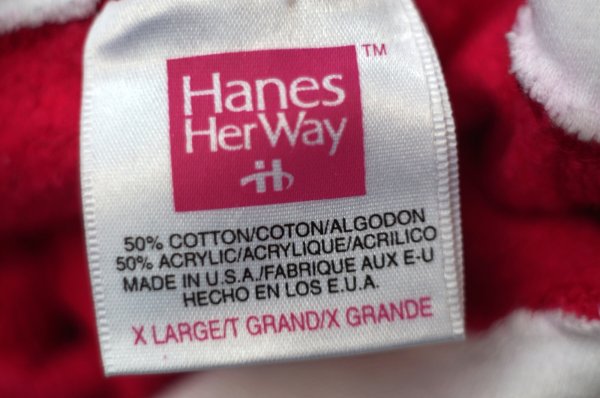 Hanes
HerWay
TM
50% COTTON/COTON/ALGODON
50% ACRYLIC/ACRYLIQUE/ACRILICO
MADE IN U.S.A./FABRIQUE AUX E-U
HECHO EN LOS E.U.A.
X LARGE/T GRAND/X GRANDE